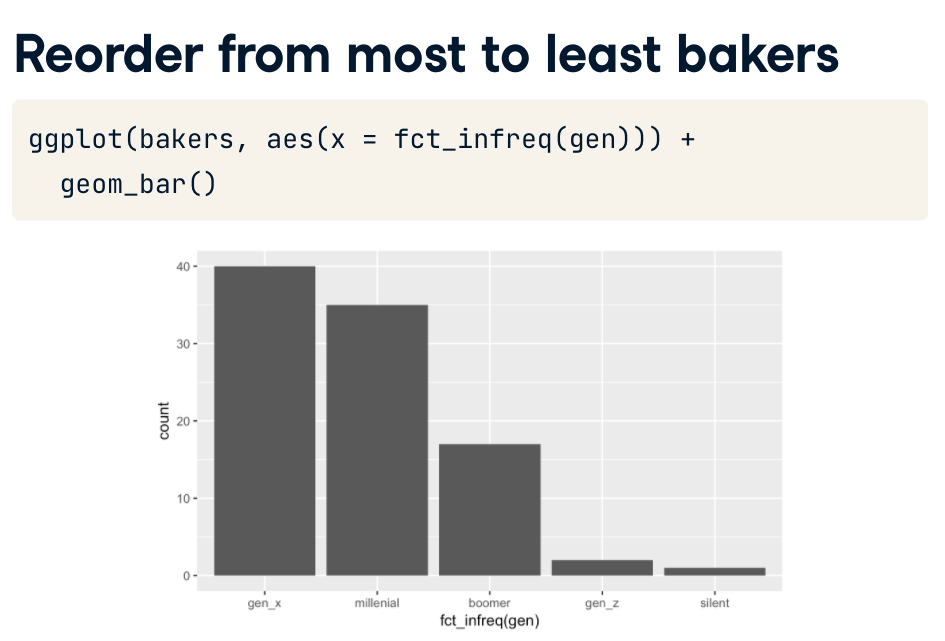 Reorder from most to least bakers
ggplot(bakers, aes(x = fct_infreq(gen))) +
  geom_bar()
40
30
20
10
0
count
gen_x millenial boomer gen_z silent
fct_infreq(gen)